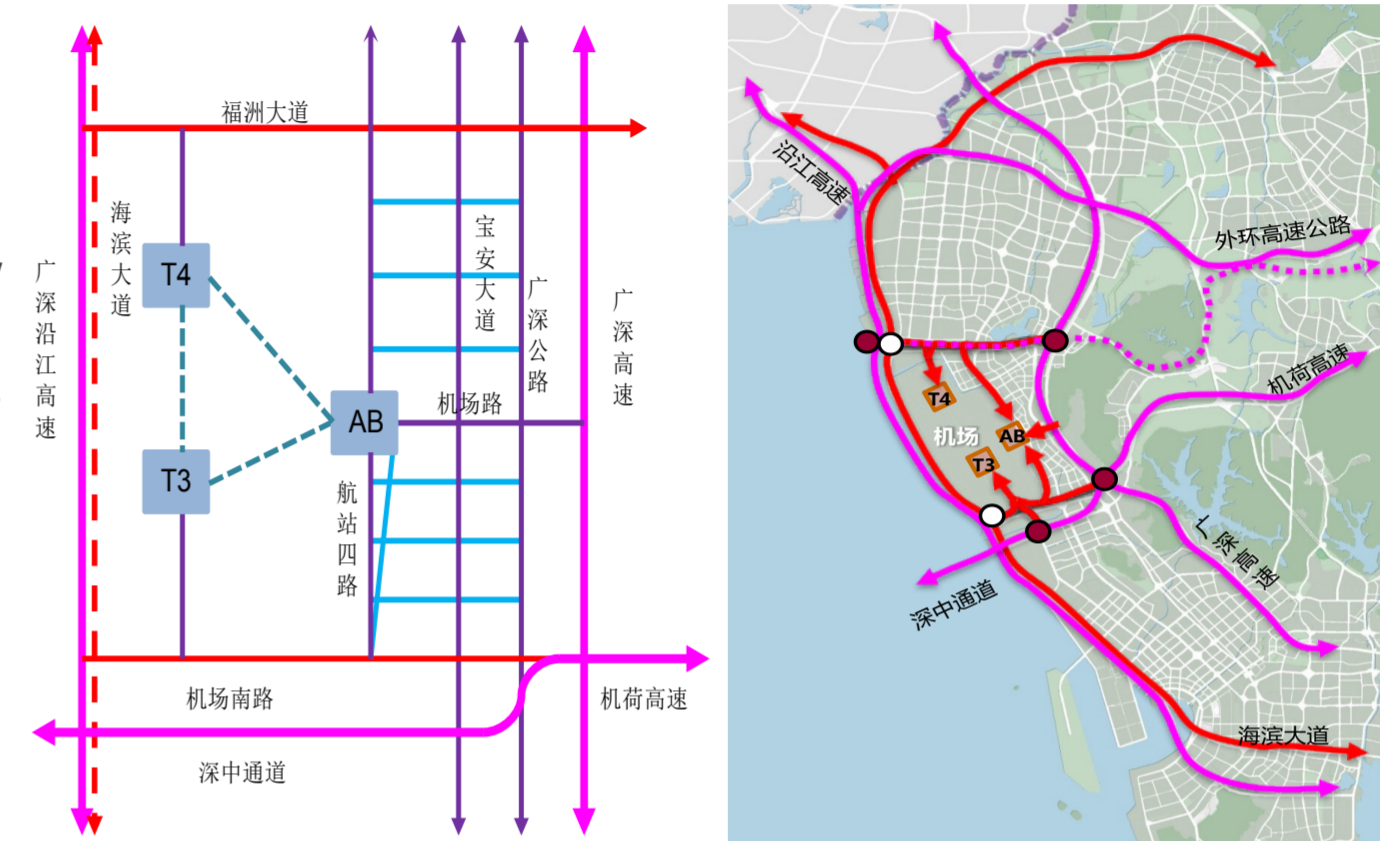 福洲大道
海滨大道
宝安大道
广深沿江高速
广深公路
广深高速
T4
AB
机场路
T3
航站四路
机场南路
机荷高速
深中通道
沿江高速
外环高速公路
机荷高速
T4
机场
AB
T3
广深高速
深中通道
海滨大道